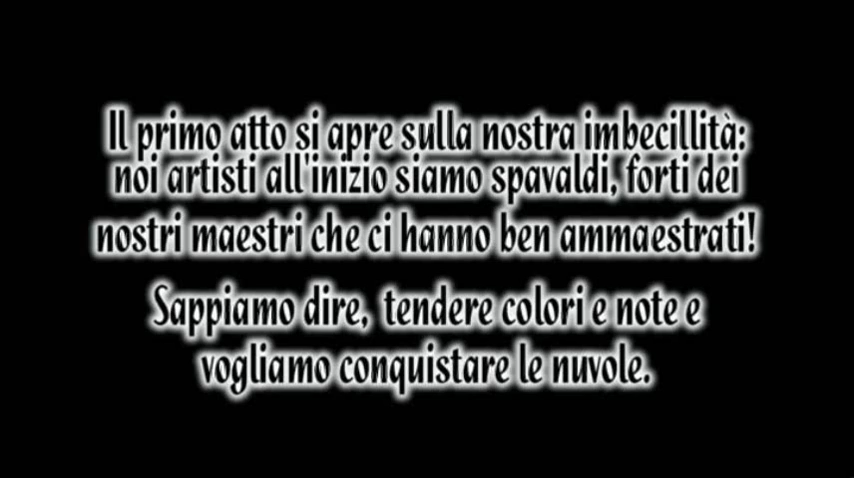 Il primo atto si apre sulla nostra imbecillità:
noi artisti all'inizio siamo spavaldi, forti dei
nostri maestri che ci hanno ben ammaestrati!
Sappiamo dire, tendere colori e note e
vogliamo conquistare le nuvole.